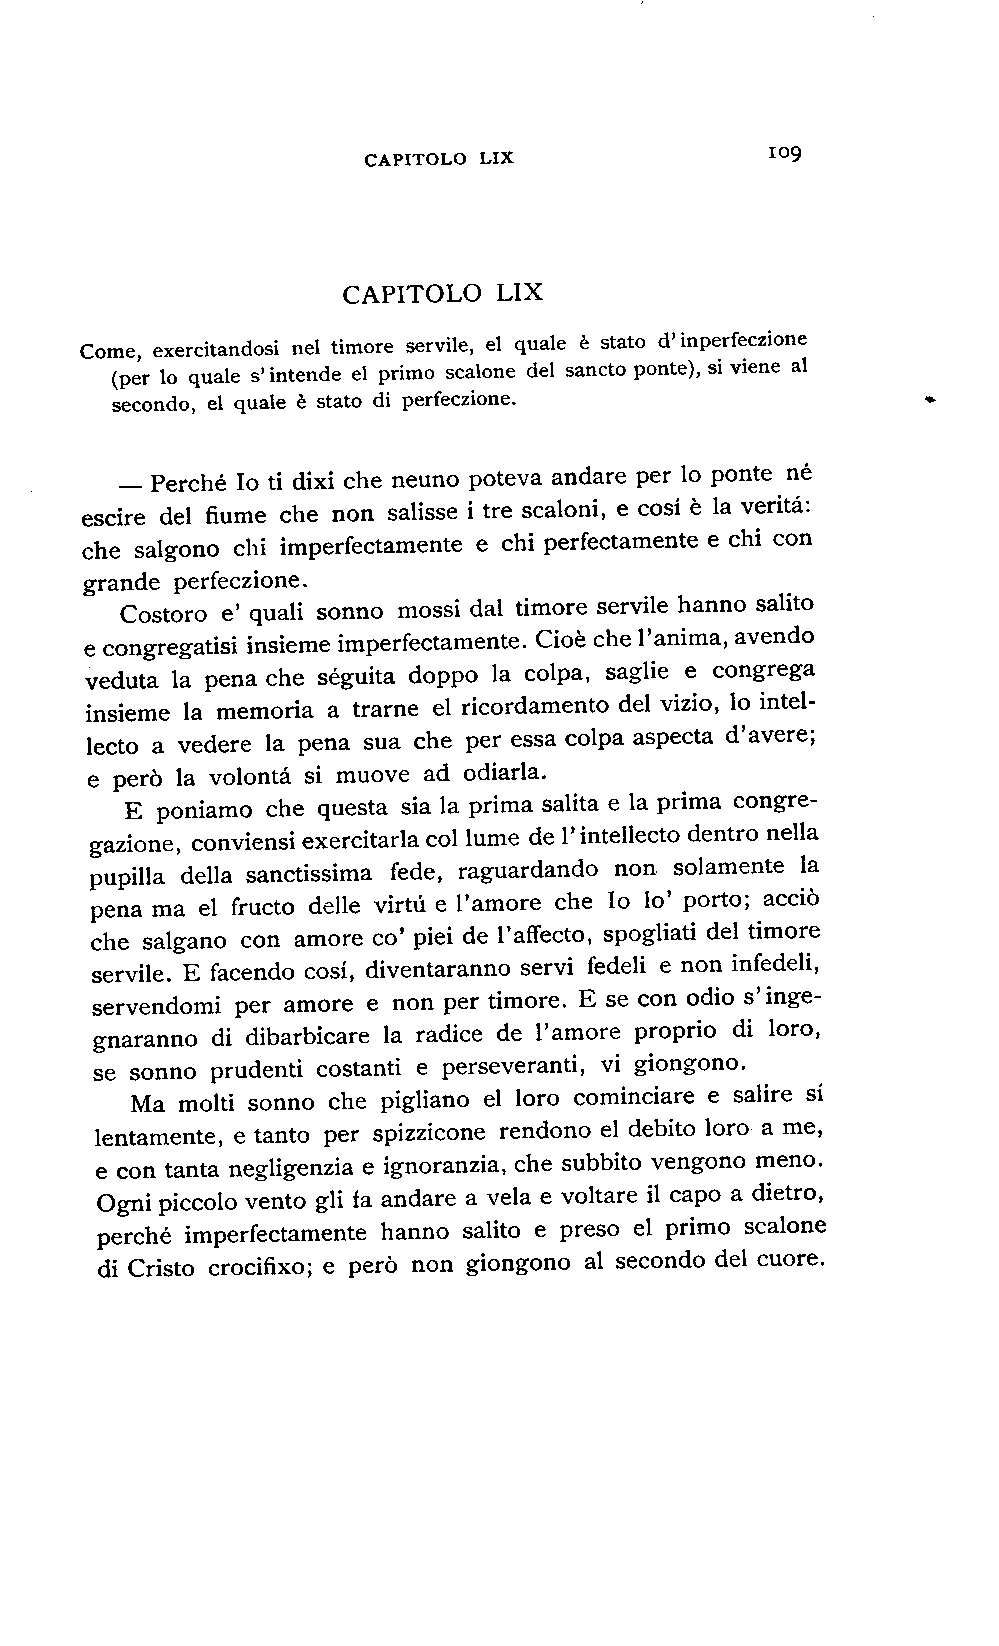 CAPITOLO LIX 109
CAPITOLO LIX
Come, exercitandosi nel timore servile, el quale è stato d'inperfeczione
(per lo quale s'intende el primo scalone del sancto ponte), si viene al
secondo, el quale è stato di perfeczione.
— Perché Io ti dixi che neuno poteva andare per lo ponte né
escire del fiume che non salisse i tre scaloni, e cosí è la veritá:
che salgono chi imperfectamente e chi perfectamente e chi con
grande perfeczione.
Costoro e' quali sonno mossi dal timore servile hanno salito
e congregatisi insieme imperfectamente. Cioè che l'anima, avendo
veduta la pena che séguita doppo la colpa, saglie e congrega
insieme la memoria a trarne el ricordamento del vizio, lo intel-
lecto a vedere la pena sua che per essa colpa aspecta d'avere;
e però la volontá si muove ad odiarla.
E poniamo che questa sia la prima salita e la prima congre-
gazione, conviensi exercitarla col lume de l'intellecto dentro nella
pupilla della sanctissima fede, raguardando non solamente la
pena ma el fructo delle virtú e l'amore che Io lo' porto; acciò
che salgano con amore co' piei de l'affecto, spogliati del timore
servile. E facendo cosí, diventaranno servi fedeli e non infedeli,
servendomi per amore e non per timore. E se con odio s'inge-
gnaranno di dibarbicare la radice de l'amore proprio di loro,
se sonno prudenti costanti e perseveranti, vi giongono.
Ma molti sonno che pigliano el loro cominciare e salire sí
lentamente, e tanto per spizzicone rendono el debito loro a me,
e con tanta negligenzia e ignoranzia, che subbito vengono meno.
Ogni piccolo vento gli fa andare a vela e voltare il capo a dietro,
perché imperfectamente hanno salito e preso el primo scalone
di Cristo crocifixo; e però non giongono al secondo del cuore.